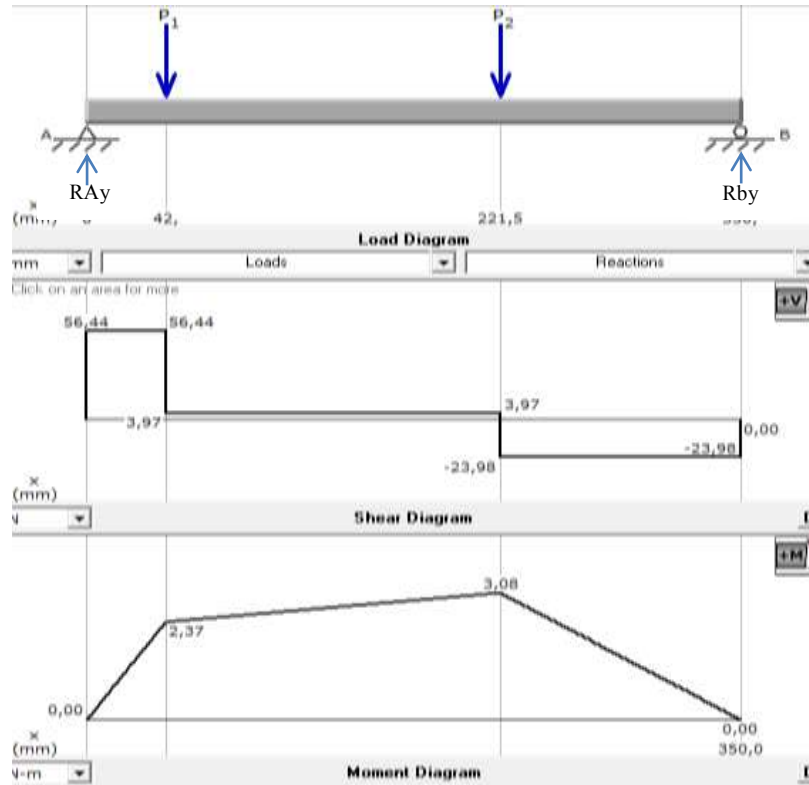 P1 P2
A B
RAy Rby
x
(mm) 42, 221,5
Load Diagram
mm Loads Reactions
Click on an area for more
+V
56,44 56,44
3,97 3,97
0,00
-23,98 -23,98
x
(mm)
Shear Diagram
+M
3,08
2,37
0,00
0,00
x
(mm) 350,0
N-m Moment Diagram